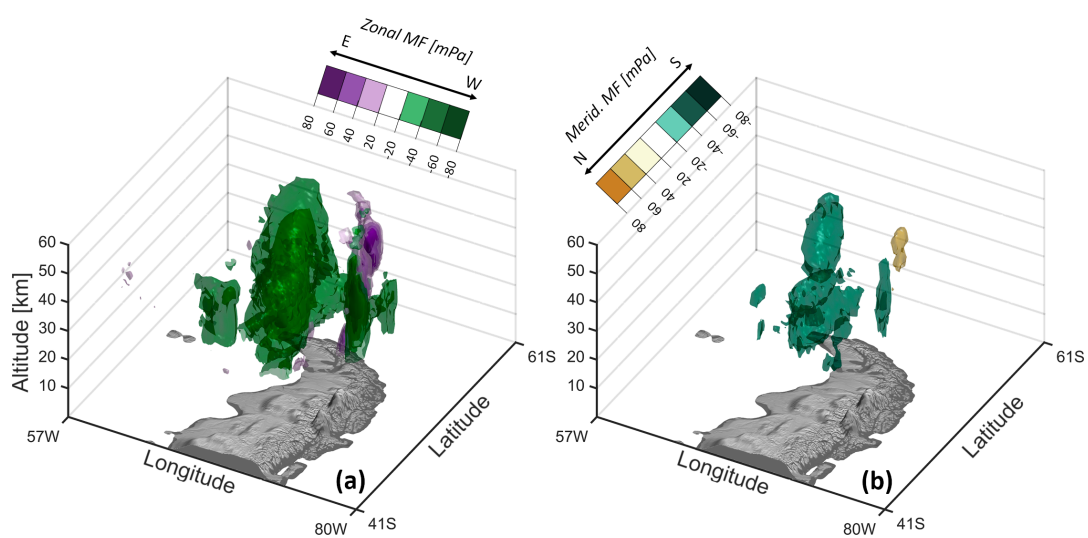 Zonal MF [mPa]
E
W
80
60
40
20
-20
-40
-60
-80
60
50
40
30
20
10
Altitude [km]
57W
Longitude
80W
41S
Latitude
61S
(a)
Merid. MF [mPa]
S
N
-80
-60
-40
-20
20
40
60
80
60
50
40
30
20
10
57W
Longitude
80W
41S
Latitude
61S
(b)